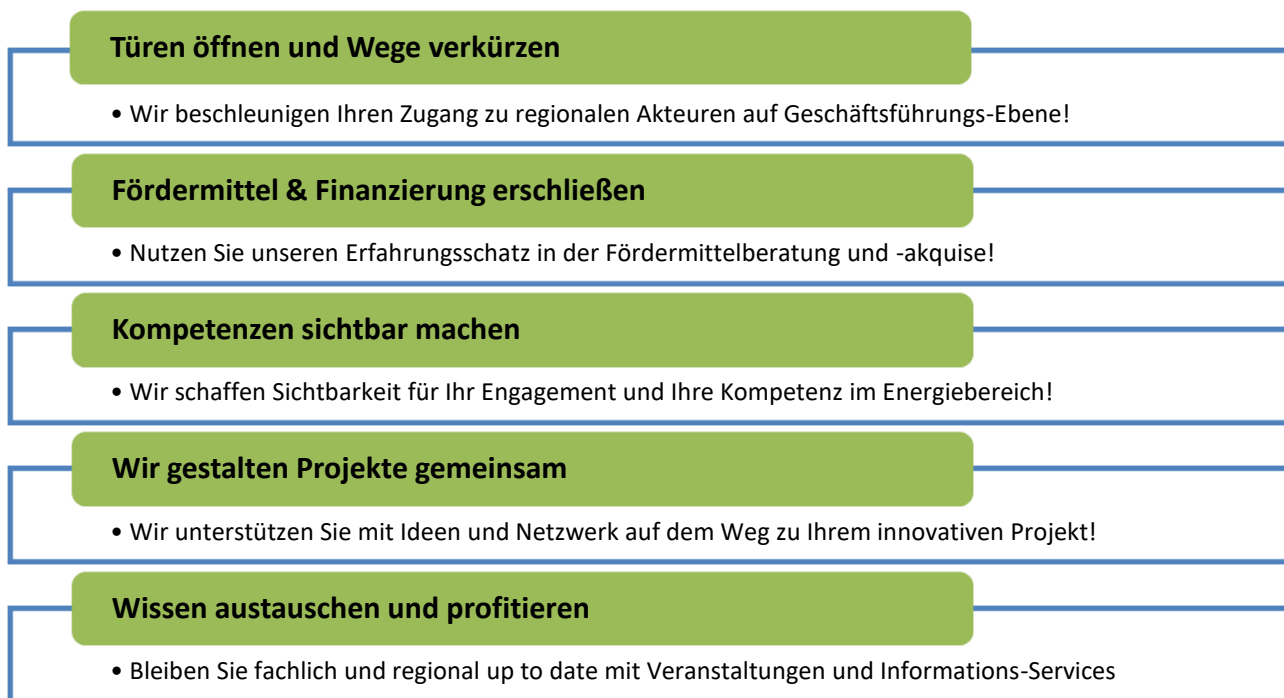 Türen öffnen und Wege verkürzen
• Wir beschleunigen Ihren Zugang zu regionalen Akteuren auf Geschäftsführungs-Ebene!
Fördermittel & Finanzierung erschließen
• Nutzen Sie unseren Erfahrungsschatz in der Fördermittelberatung und -akquise!
Kompetenzen sichtbar machen
• Wir schaffen Sichtbarkeit für Ihr Engagement und Ihre Kompetenz im Energiebereich!
Wir gestalten Projekte gemeinsam
• Wir unterstützen Sie mit Ideen und Netzwerk auf dem Weg zu Ihrem innovativen Projekt!
Wissen austauschen und profitieren
• Bleiben Sie fachlich und regional up to date mit Veranstaltungen und Informations-Services